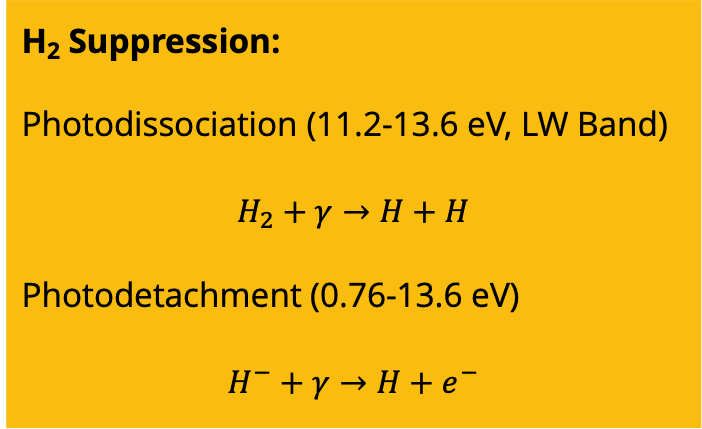 H₂ Suppression:
Photodissociation (11.2-13.6 eV, LW Band)
H₂ + γ → H + H
Photodetachment (0.76-13.6 eV)
H⁻ + γ → H + e⁻